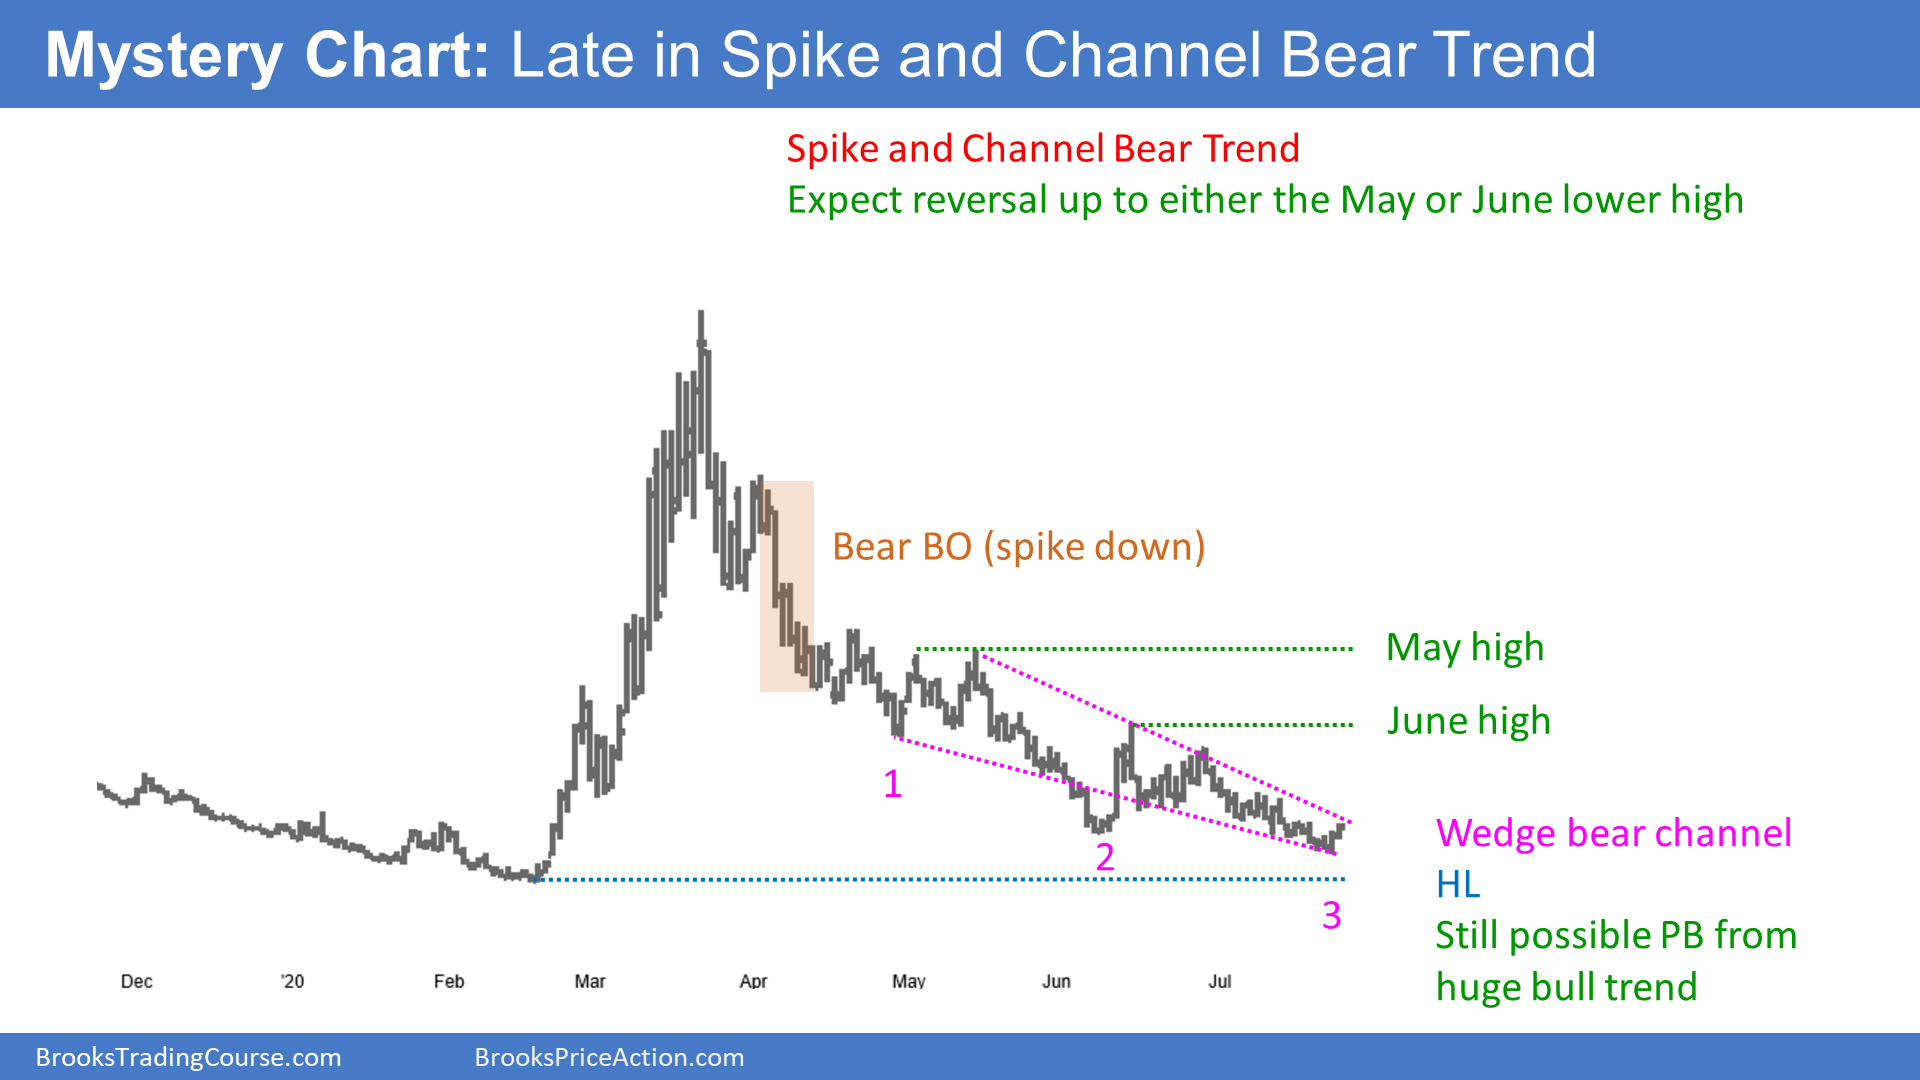 Mystery Chart: Late in Spike and Channel Bear Trend
Spike and Channel Bear Trend
Expect reversal up to either the May or June lower high
Bear BO (spike down)
May high
June high
1
2
3
Wedge bear channel
HL
Still possible PB from
huge bull trend
Dec '20 Feb Mar Apr May Jun Jul
BrooksTradingCourse.com BrooksPriceAction.com